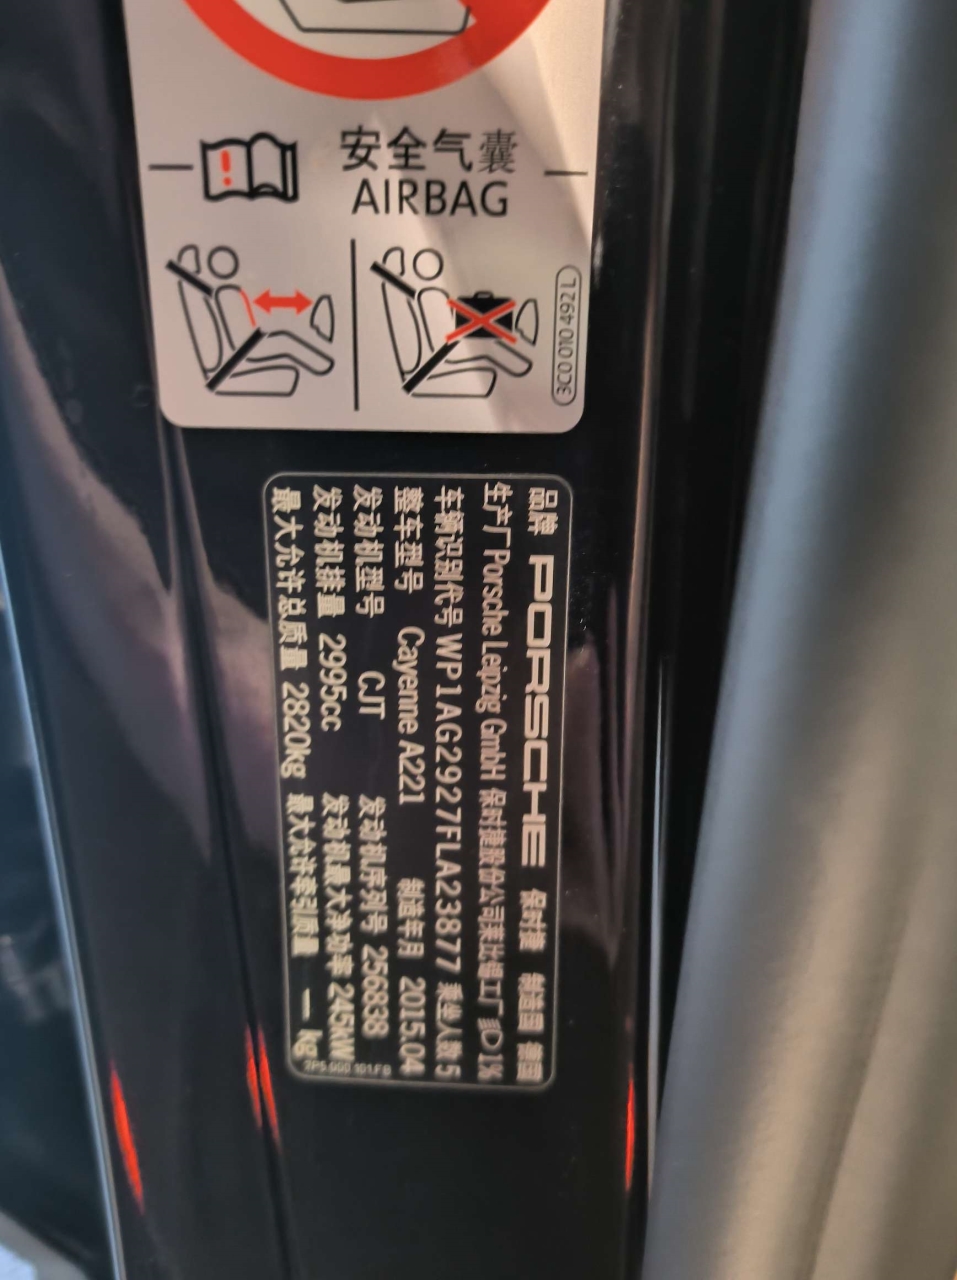 安全气囊
AIRBAG
3C0 010 492 L
品牌 PORSCHE 保时捷 制造国 德国
生产厂 Porsche Leipzig GmbH 保时捷股份公司莱比锡工厂 1%
车辆识别代号 WP1AG2927FLA23877 乘坐人数 5
整车型号 Cayenne A221 制造年月 2015.04
发动机型号 CJT 发动机序列号 256838
发动机排量 2995cc 发动机最大净功率 245kW
最大允许总质量 2820kg 最大允许牵引质量 — kg